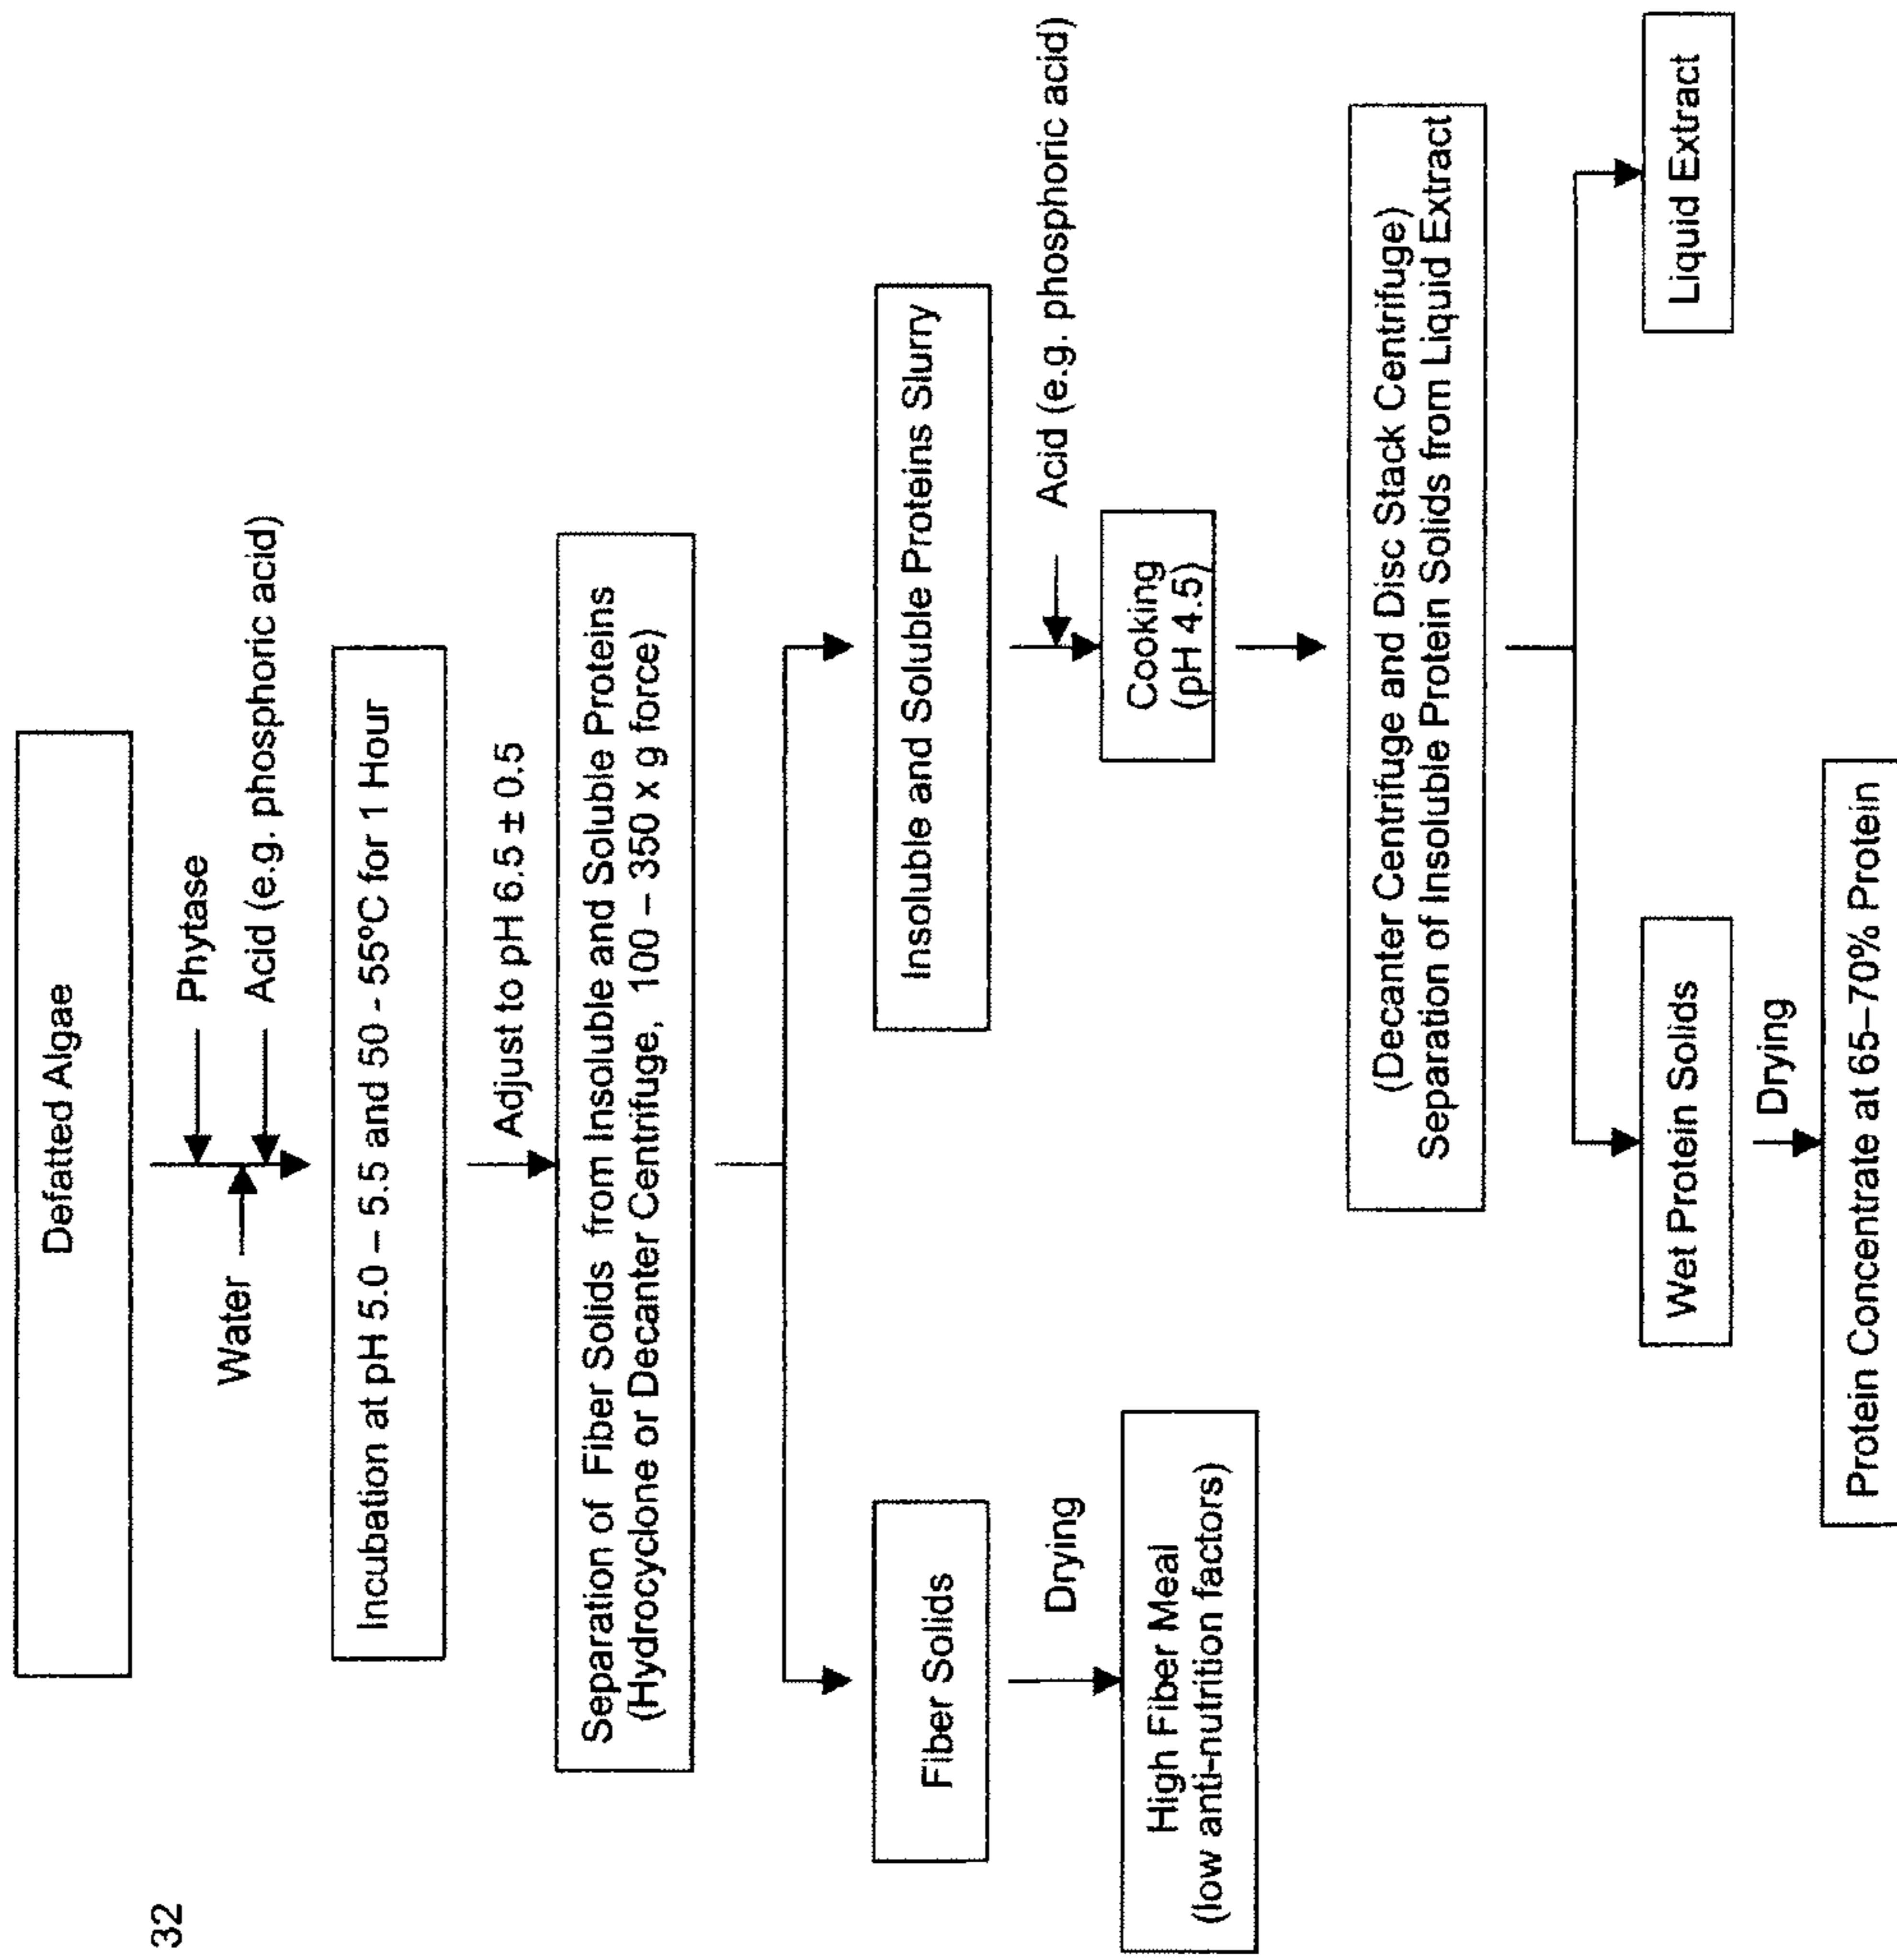 32
Defatted Algae
Phytase
Water
Acid (e.g. phosphoric acid)
Incubation at pH 5.0 – 5.5 and 50 - 55ºC for 1 Hour
Adjust to pH 6.5 ± 0.5
Separation of Fiber Solids from Insoluble and Soluble Proteins
(Hydrocyclone or Decanter Centrifuge, 100 – 350 x g force)
Fiber Solids
Insoluble and Soluble Proteins Slurry
Drying
Acid (e.g. phosphoric acid)
High Fiber Meal
(low anti-nutrition factors)
Cooking
(pH 4.5)
(Decanter Centrifuge and Disc Stack Centrifuge)
Separation of Insoluble Protein Solids from Liquid Extract
Wet Protein Solids
Liquid Extract
Drying
Protein Concentrate at 65–70% Protein